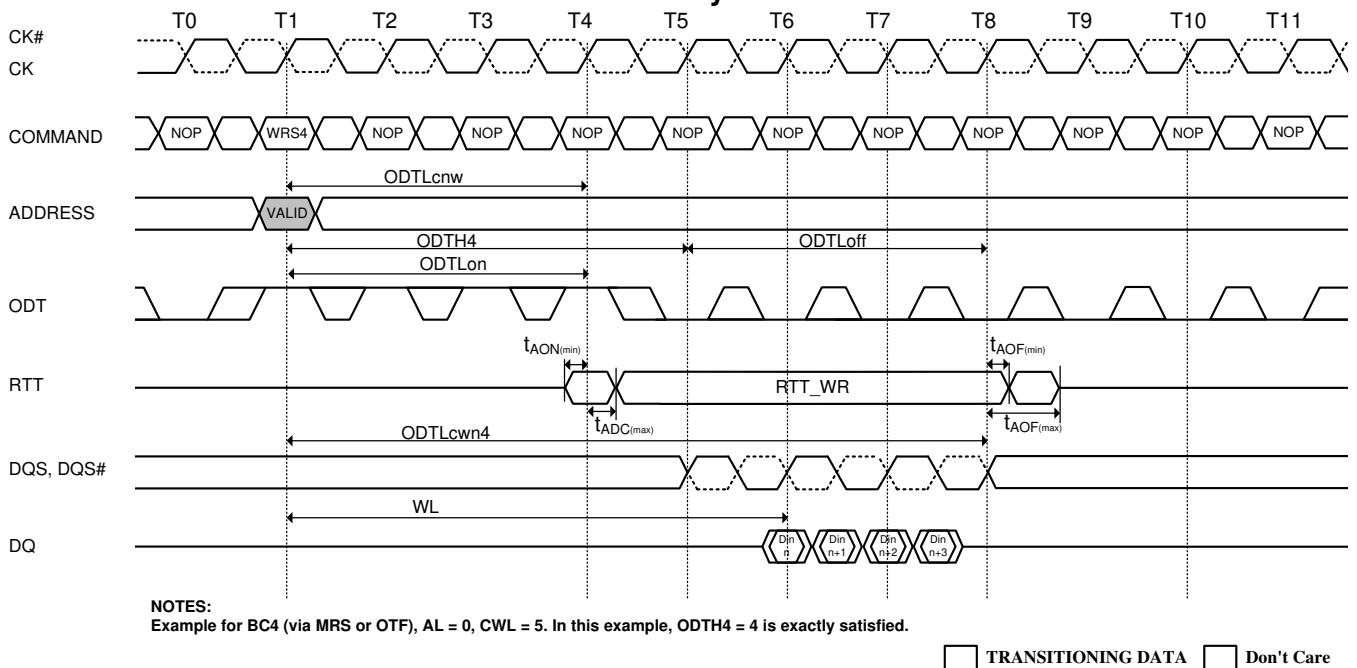 T0 T1 T2 T3 T4 T5 T6 T7 T8 T9 T10 T11
CK#
CK
COMMAND NOP WRS4 NOP NOP NOP NOP NOP NOP NOP NOP NOP NOP
ODTLcnw
ADDRESS VALID
ODTH4 ODTLoff
ODTLon
ODT
tAON(min) tAOF(min)
RTT RTT_WR
tADC(max) tAOF(max)
ODTLcwn4
DQS, DQS#
WL
DQ Din n Din n+1 Din n+2 Din n+3
NOTES:
Example for BC4 (via MRS or OTF), AL = 0, CWL = 5. In this example, ODTH4 = 4 is exactly satisfied.
TRANSITIONING DATA Don't Care